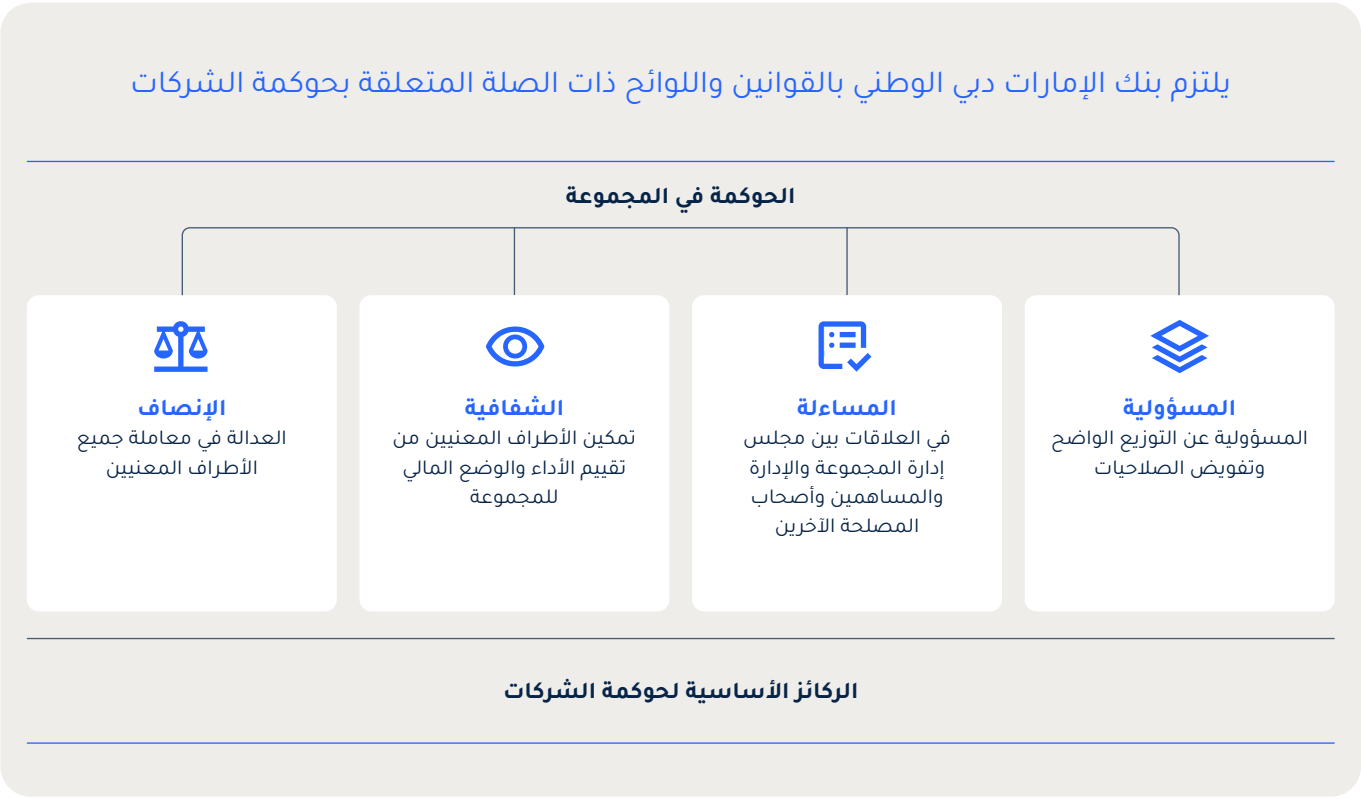 يلتزم بنك الإمارات دبي الوطني بالقوانين واللوائح ذات الصلة المتعلقة بحوكمة الشركات
الحوكمة في المجموعة
المسؤولية
المسؤولية عن التوزيع الواضح
وتفويض الصلاحيات
المساءلة
في العلاقات بين مجلس
إدارة المجموعة والإدارة
والمساهمين وأصحاب
المصلحة الآخرين
الشفافية
تمكين الأطراف المعنيين من
تقييم الأداء والوضع المالي
للمجموعة
الإنصاف
العدالة في معاملة جميع
الأطراف المعنيين
الركائز الأساسية لحوكمة الشركات